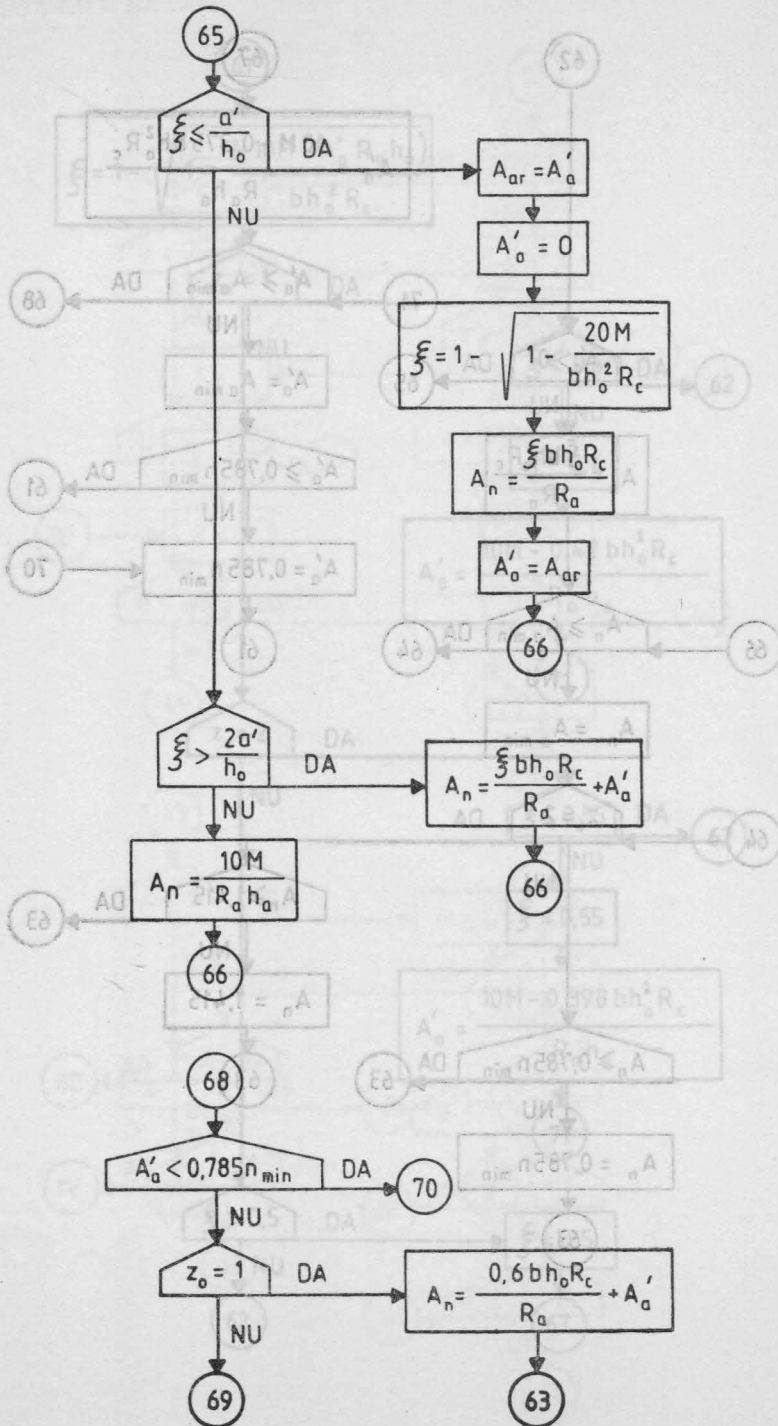 65
ξ ≤ a'/h₀
DA
NU
A_ar = A'_a
A'_a = 0
ξ = 1 - √(1 - 20M/(bh₀²R_c))
A_n = ξbh₀R_c/R_a
A'_a = A_ar
66
ξ > 2a'/h₀
DA
NU
A_n = ξbh₀R_c/R_a + A'_a
66
A_n = 10M/(R_a h_a)
66
68
A'_a < 0,785n_min
DA
70
NU
z₀ = 1
DA
A_n = 0,6bh₀R_c/R_a + A_a'
NU
69
63